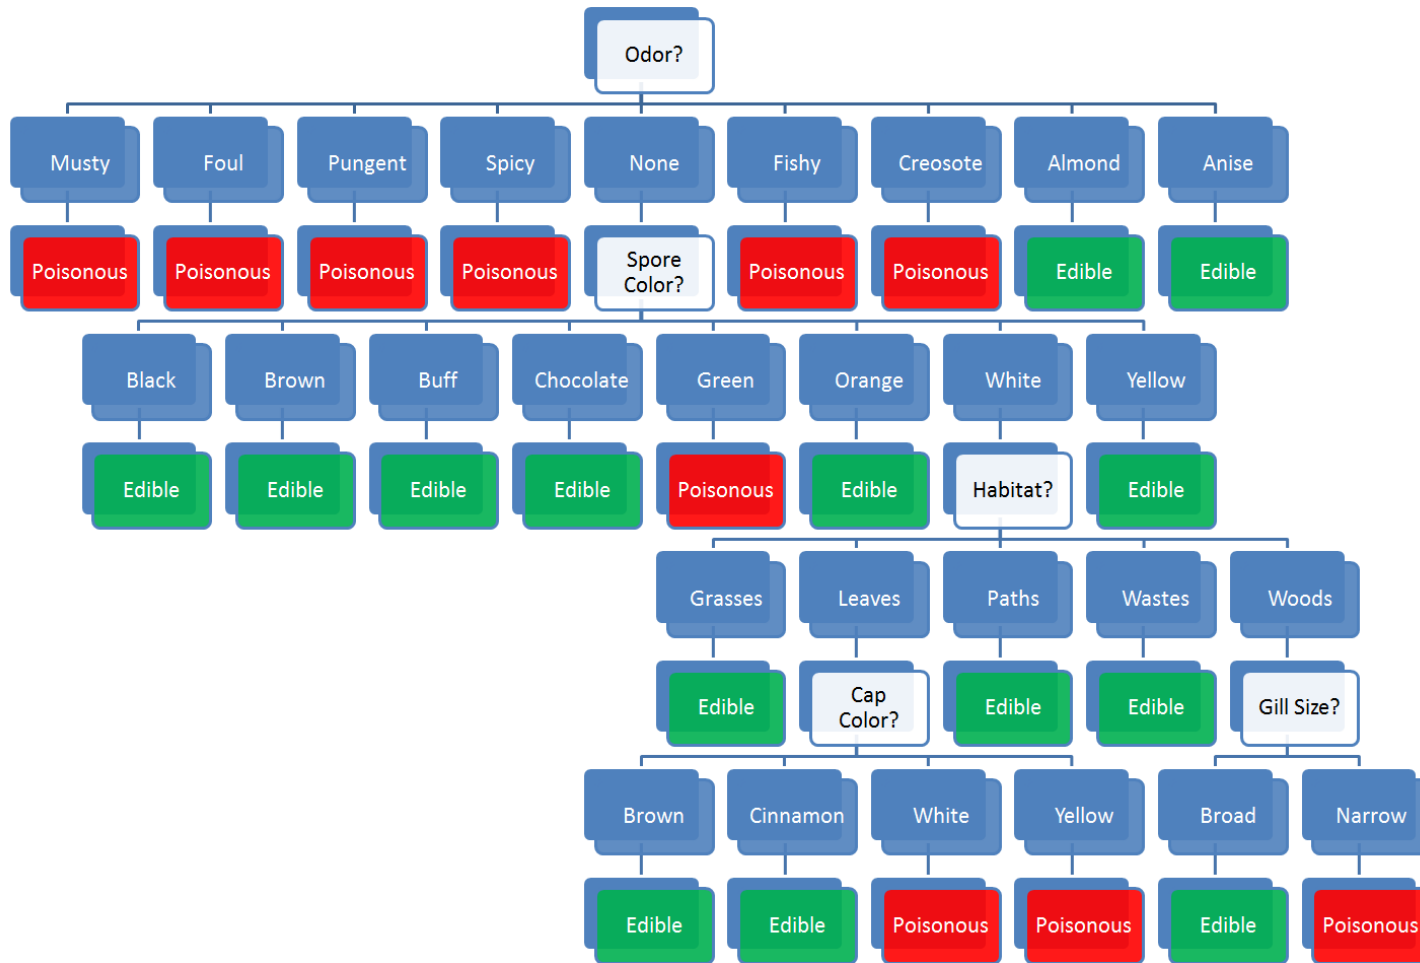 Odor?
Musty
Foul
Pungent
Spicy
None
Fishy
Creosote
Almond
Anise
Poisonous
Poisonous
Poisonous
Poisonous
Spore
Color?
Poisonous
Poisonous
Edible
Edible
Black
Brown
Buff
Chocolate
Green
Orange
White
Yellow
Edible
Edible
Edible
Edible
Poisonous
Edible
Habitat?
Edible
Grasses
Leaves
Paths
Wastes
Woods
Edible
Cap
Color?
Edible
Edible
Gill Size?
Brown
Cinnamon
White
Yellow
Broad
Narrow
Edible
Edible
Poisonous
Poisonous
Edible
Poisonous